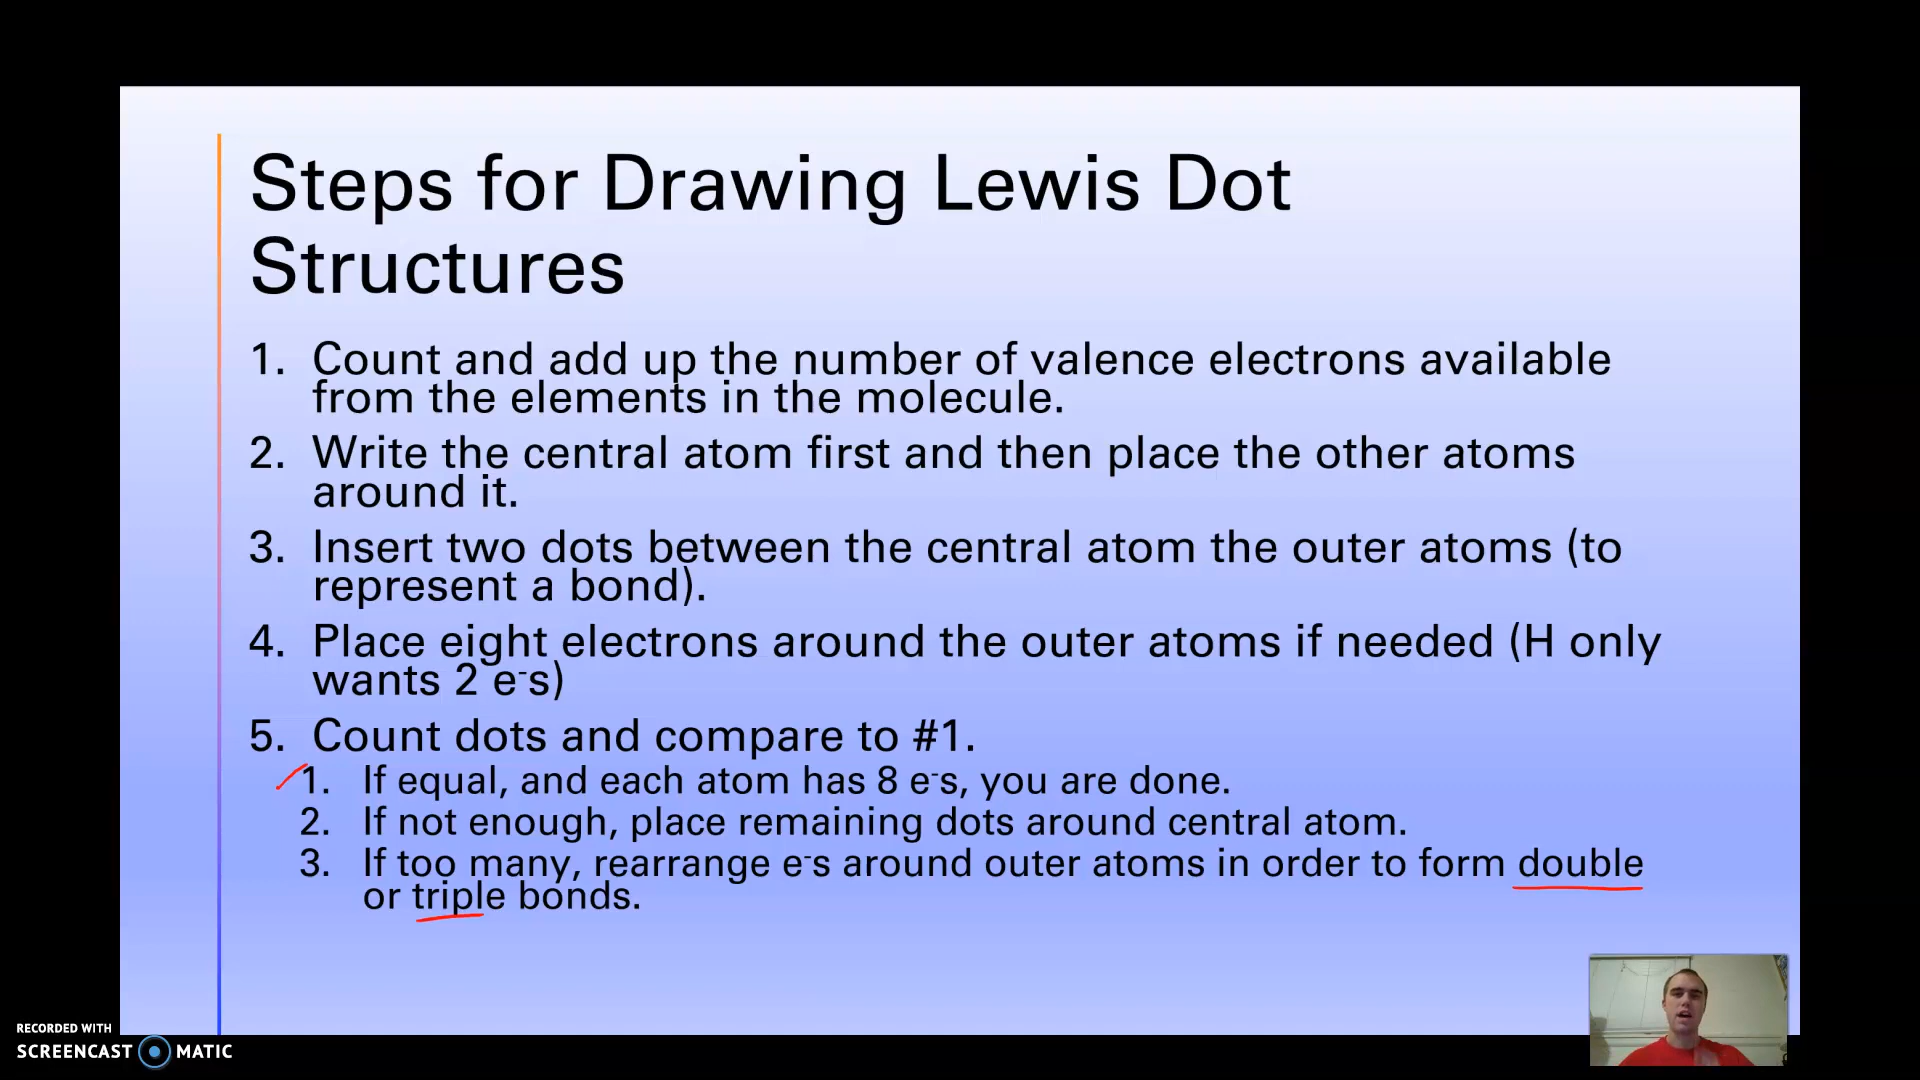 Steps for Drawing Lewis Dot
Structures
1. Count and add up the number of valence electrons available
from the elements in the molecule.
2. Write the central atom first and then place the other atoms
around it.
3. Insert two dots between the central atom the outer atoms (to
represent a bond).
4. Place eight electrons around the outer atoms if needed (H only
wants 2 e⁻s)
5. Count dots and compare to #1.
1. If equal, and each atom has 8 e⁻s, you are done.
2. If not enough, place remaining dots around central atom.
3. If too many, rearrange e⁻s around outer atoms in order to form double
or triple bonds.
RECORDED WITH
SCREENCAST MATIC